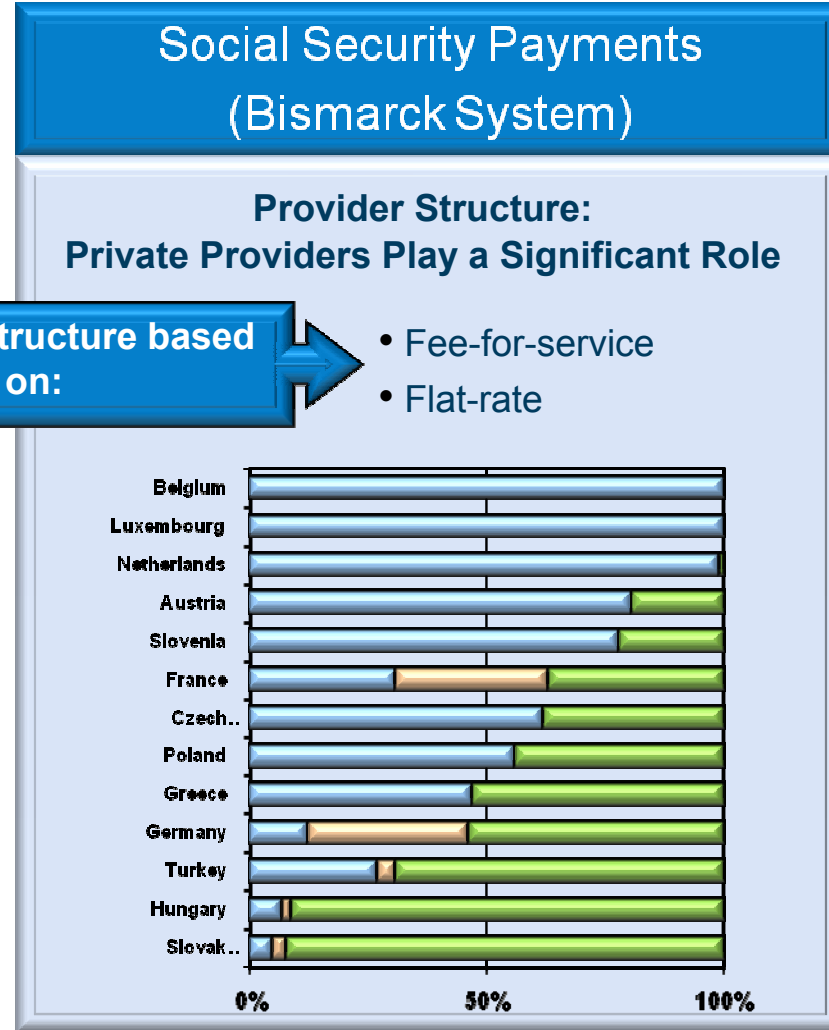 Social Security Payments
(Bismarck System)
Provider Structure:
Private Providers Play a Significant Role
tructure based
on:
• Fee-for-service
• Flat-rate
Belgium
Luxembourg
Netherlands
Austria
Slovenia
France
Czech..
Poland
Greece
Germany
Turkey
Hungary
Slovak..
0% 50% 100%